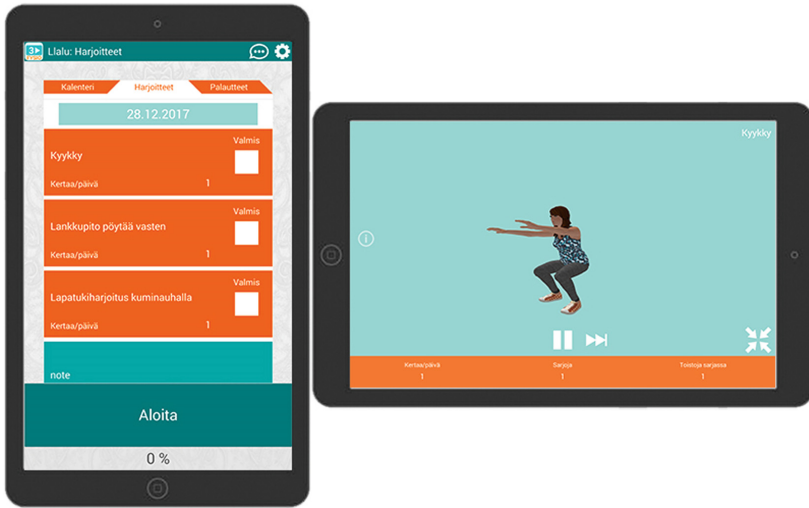 Llalu: Harjoitteet
Kalenteri Harjoitteet Palautteet
28.12.2017
Valmis
Kyykky
Kertaa/päivä 1
Valmis
Lankkupito pöytää vasten
Kertaa/päivä 1
Valmis
Lapatukiharjoitus kuminauhalla
Kertaa/päivä 1
note
Aloita
0 %
Kyykky
Kertaa/päivä Sarjoja Toistoja sarjassa
1 1 1